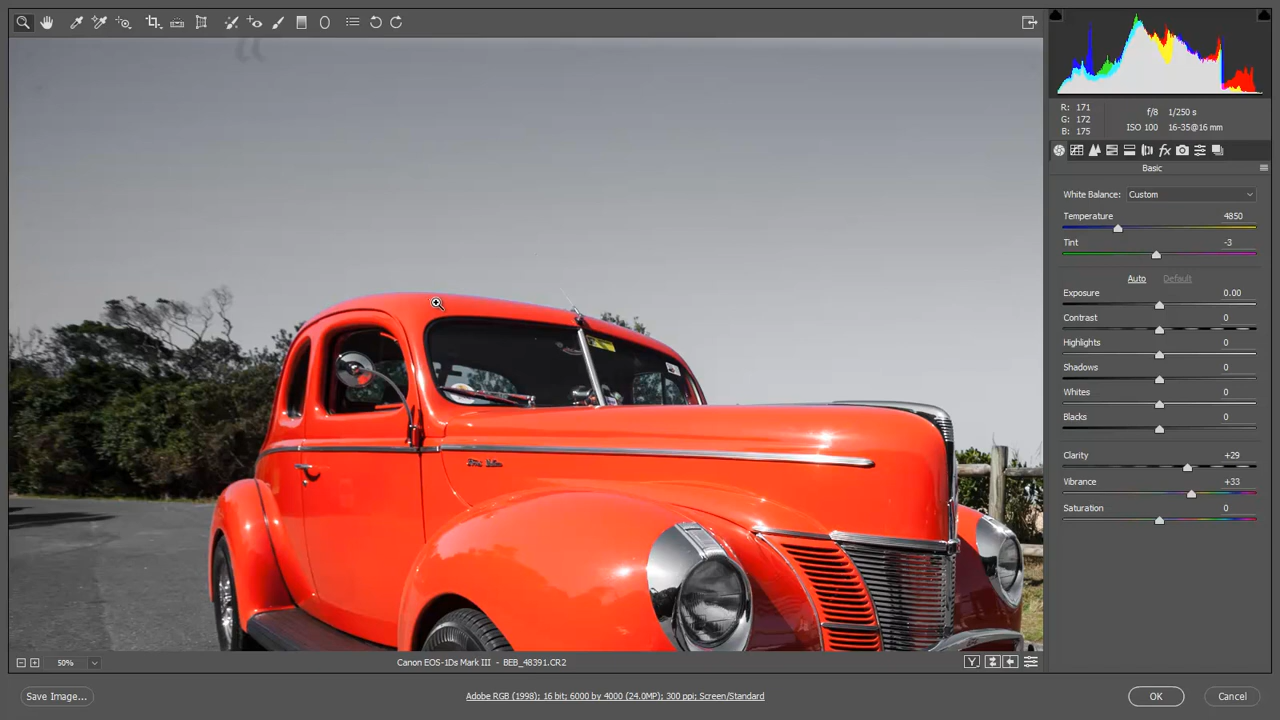 R: 171
G: 172
B: 175
f/8 1/250 s
ISO 100 16-35@16 mm
fx
Basic
White Balance: Custom
Temperature 4850
Tint -3
Auto Default
Exposure 0.00
Contrast 0
Highlights 0
Shadows 0
Whites 0
Blacks 0
Clarity +29
Vibrance +33
Saturation 0
50%
Canon EOS-1Ds Mark III - BEB_48391.CR2
Y
Save Image...
Adobe RGB (1998); 16 bit; 6000 by 4000 (24.0MP); 300 ppi; Screen/Standard
OK
Cancel